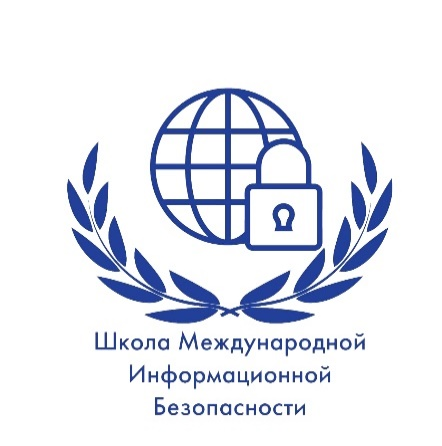 Школа Международной
Информационной
Безопасности